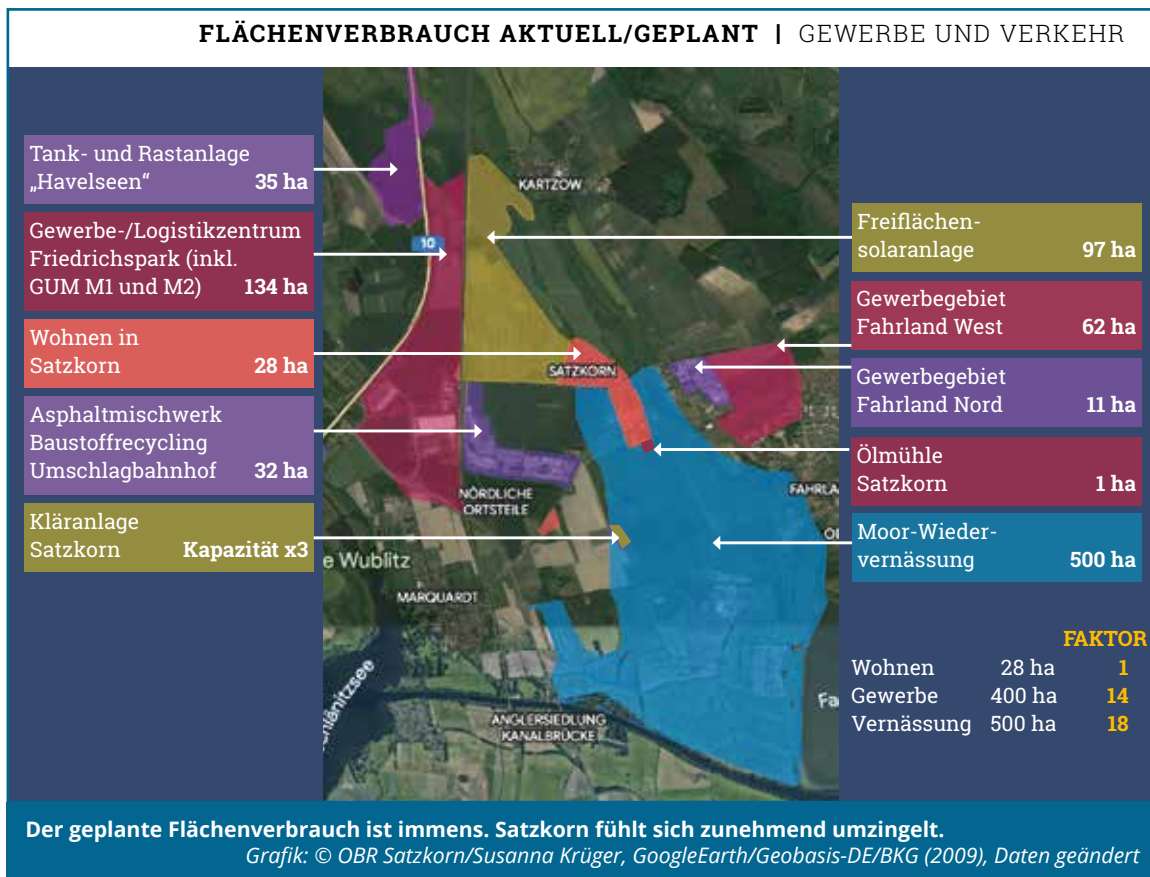 FLÄCHENVERBRAUCH AKTUELL/GEPLANT | GEWERBE UND VERKEHR
Tank- und Rastanlage
„Havelseen“ 35 ha
Gewerbe-/Logistikzentrum
Friedrichspark (inkl.
GUM M1 und M2) 134 ha
Wohnen in
Satzkorn 28 ha
Asphaltmischwerk
Baustoffrecycling
Umschlagbahnhof 32 ha
Kläranlage
Satzkorn Kapazität x3
KARTZOW
10
SATZKORN
NÖRDLICHE
ORTSTEILE
FAHRLA
e Wublitz
MARQUARDT
hlänitzsee
ANGLERSIEDLUNG
KANALBRÜCKE
Fa
Freiflächen-
solaranlage 97 ha
Gewerbegebiet
Fahrland West 62 ha
Gewerbegebiet
Fahrland Nord 11 ha
Ölmühle
Satzkorn 1 ha
Moor-Wieder-
vernässung 500 ha
FAKTOR
Wohnen 28 ha 1
Gewerbe 400 ha 14
Vernässung 500 ha 18
Der geplante Flächenverbrauch ist immens. Satzkorn fühlt sich zunehmend umzingelt.
Grafik: © OBR Satzkorn/Susanna Krüger, GoogleEarth/Geobasis-DE/BKG (2009), Daten geändert